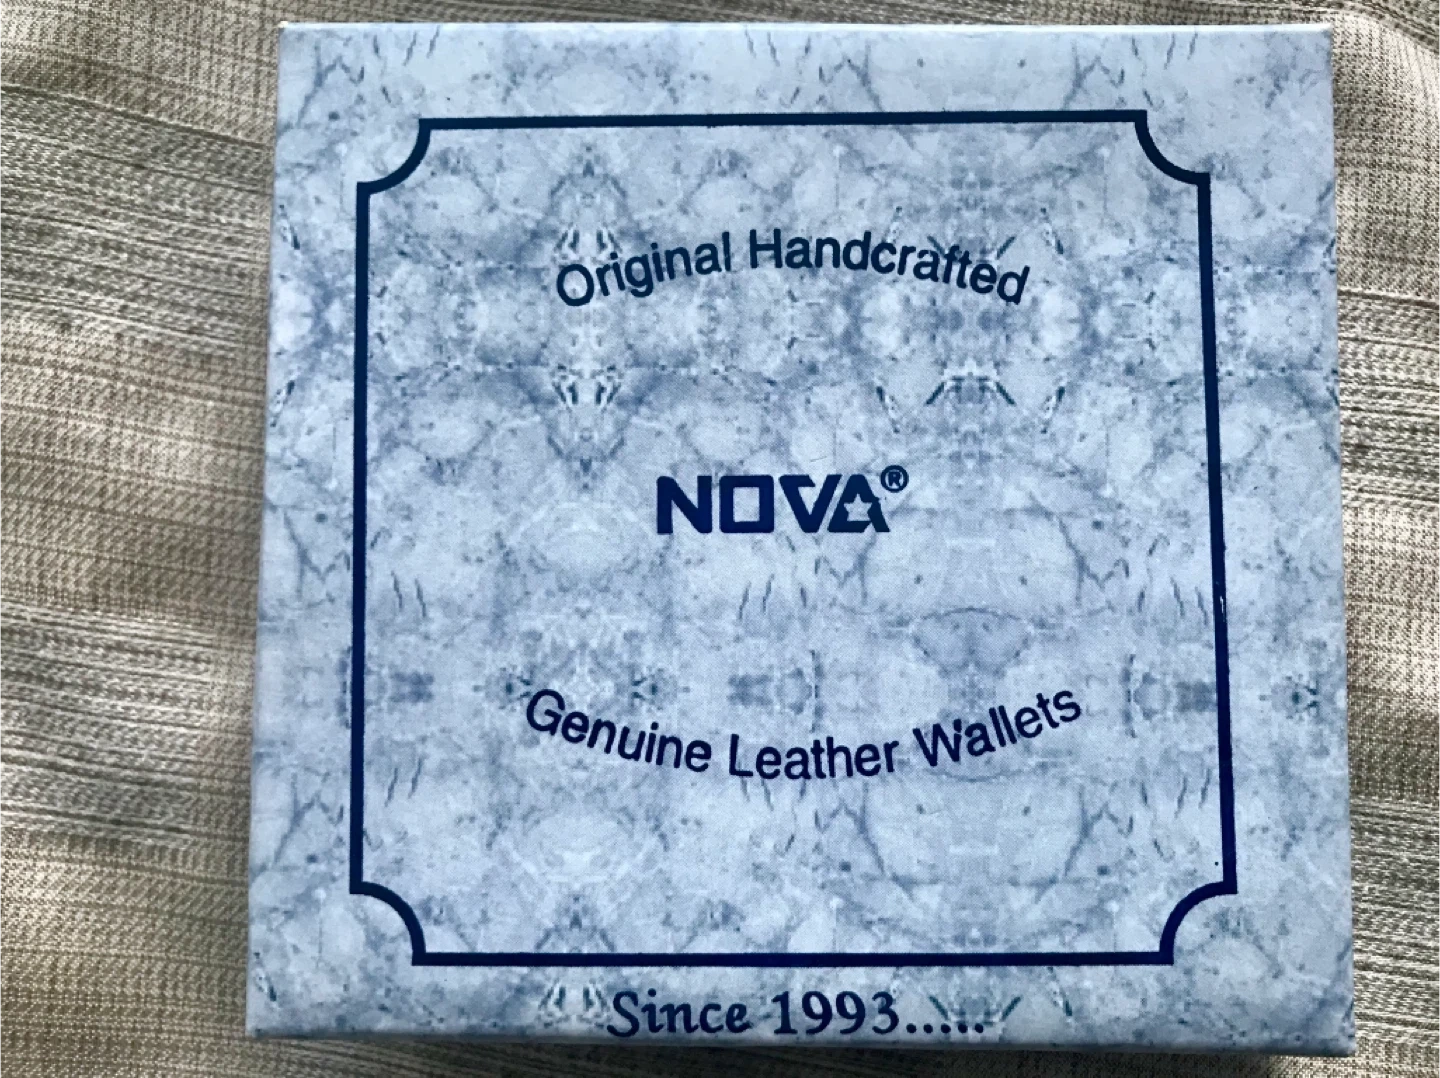 Original Handcrafted
NOVA®
Genuine Leather Wallets
Since 1993.....